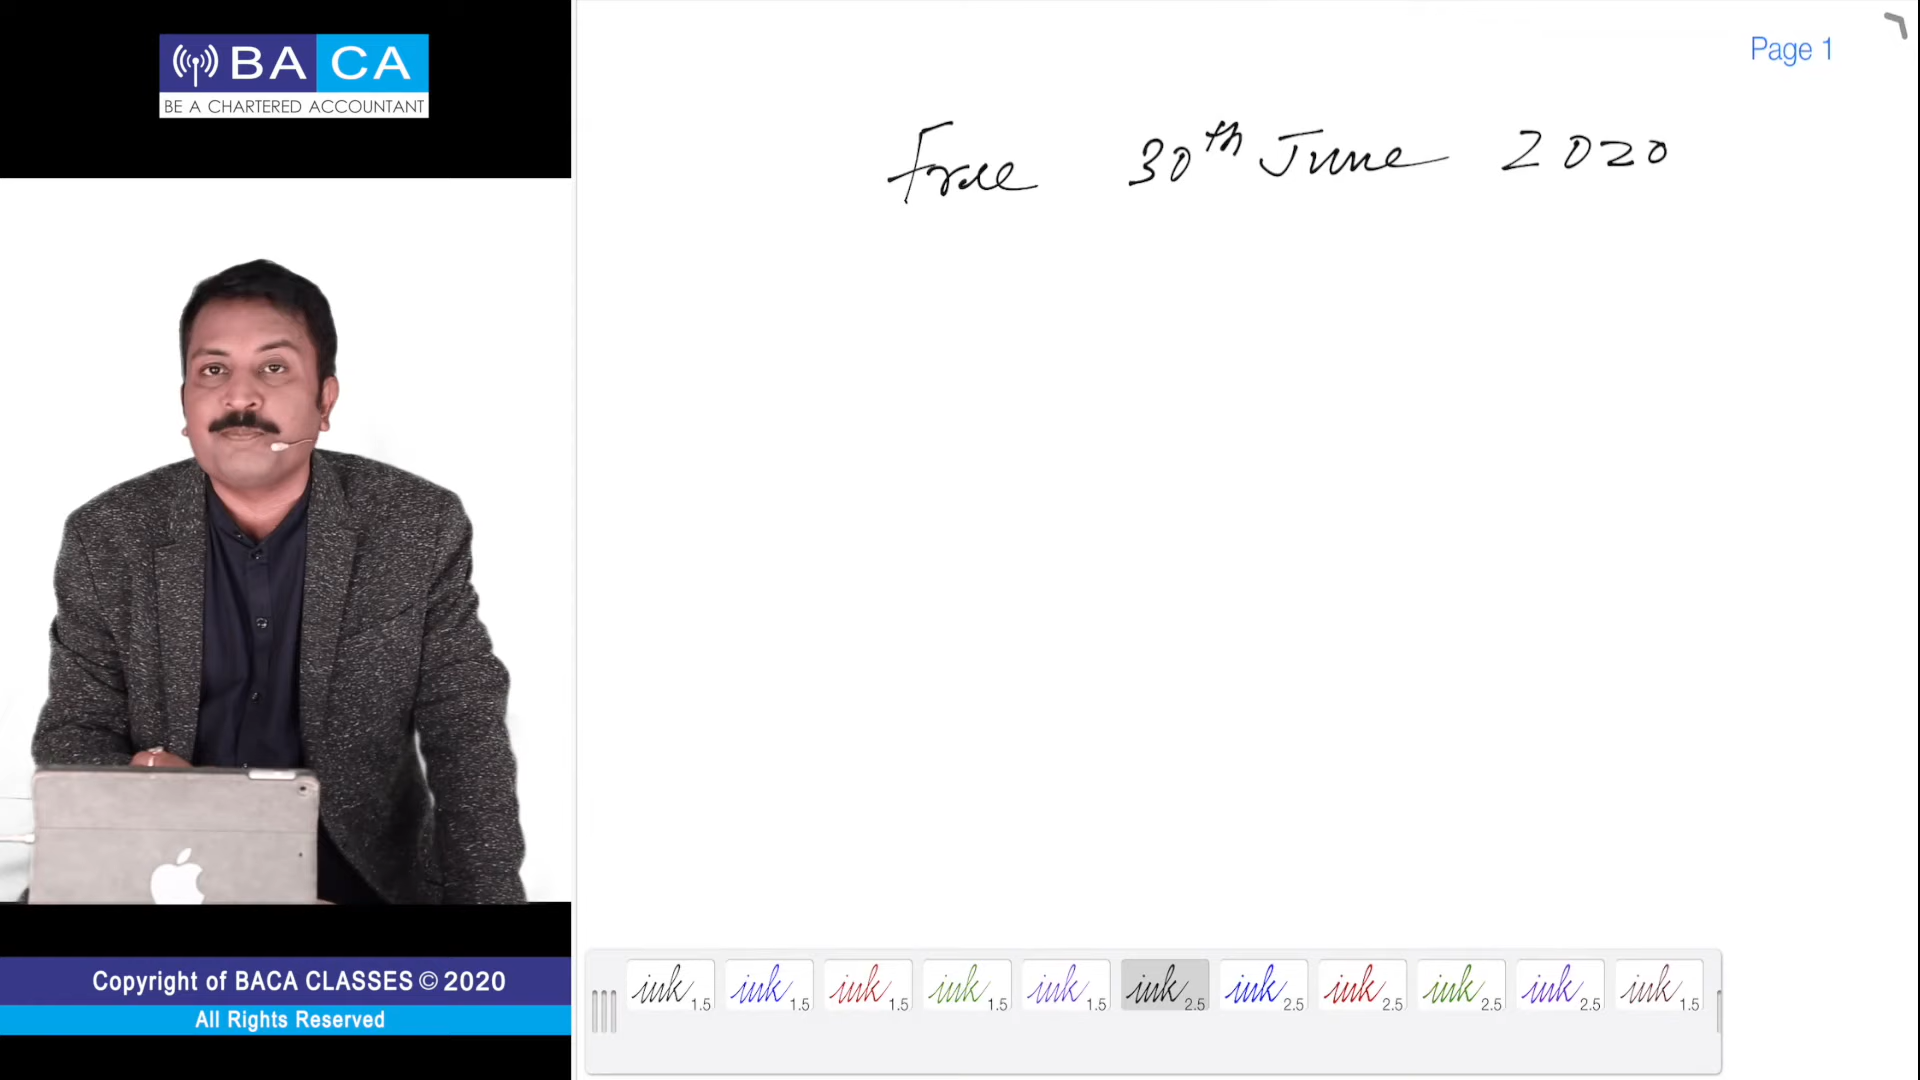 BA CA
BE A CHARTERED ACCOUNTANT
Page 1
Free 30th June 2020
Copyright of BACA CLASSES © 2020
All Rights Reserved
ink 1.5 ink 1.5 ink 1.5 ink 1.5 ink 1.5 ink 2.5 ink 2.5 ink 2.5 ink 2.5 ink 2.5 ink 1.5